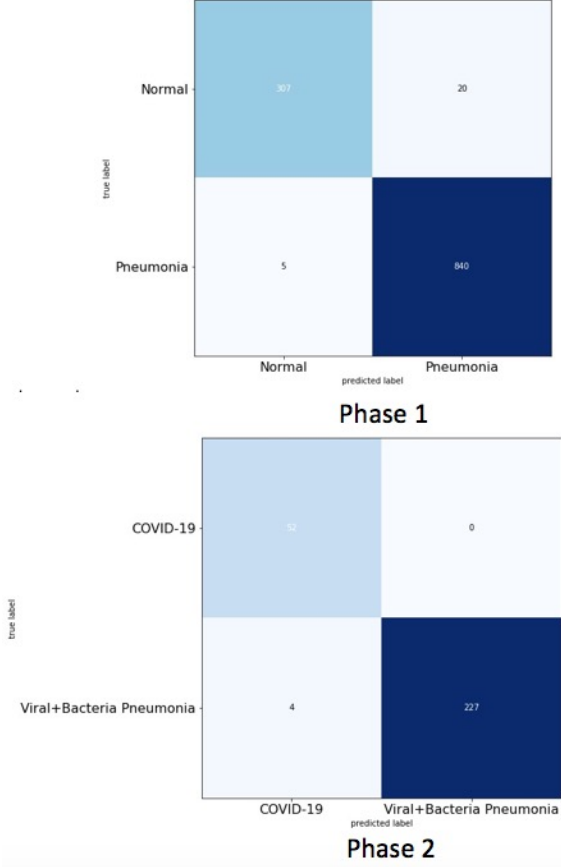 Normal
307
20
true label
Pneumonia
5
840
Normal
Pneumonia
predicted label
Phase 1
COVID-19
52
0
true label
Viral+Bacteria Pneumonia
4
227
COVID-19
Viral+Bacteria Pneumonia
predicted label
Phase 2